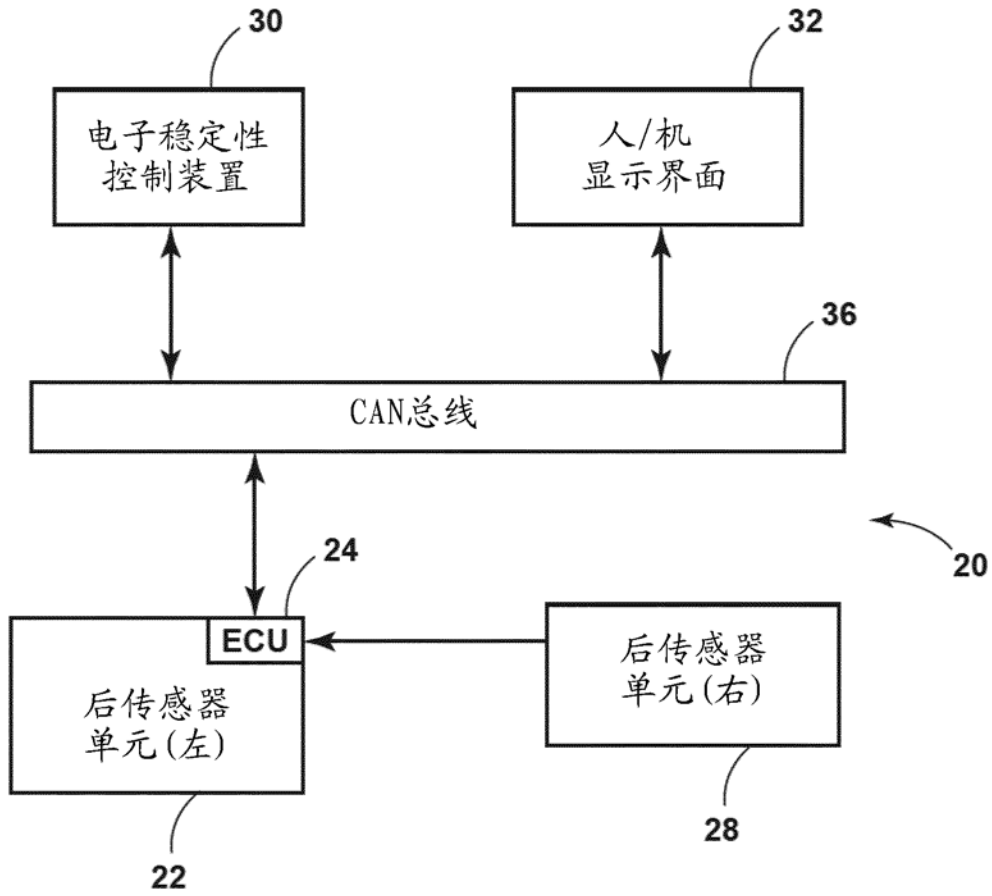 30
32
电子稳定性
控制装置
人/机
显示界面
36
CAN总线
24
20
ECU
后传感器
单元(左)
后传感器
单元(右)
28
22